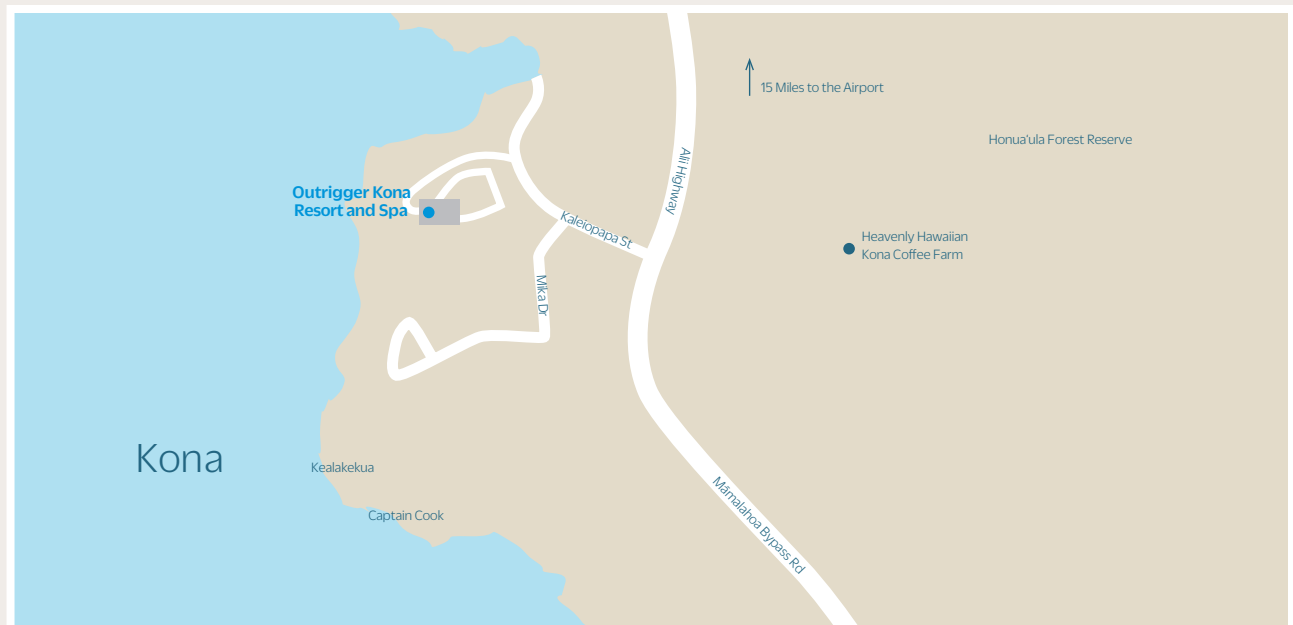 15 Miles to the Airport
Honua'ula Forest Reserve
Alii Highway
Outrigger Kona
Resort and Spa
Kaleiopapa St
Heavenly Hawaiian
Kona Coffee Farm
Mika Dr
Kona
Kealakekua
Captain Cook
Māmalahoa Bypass Rd